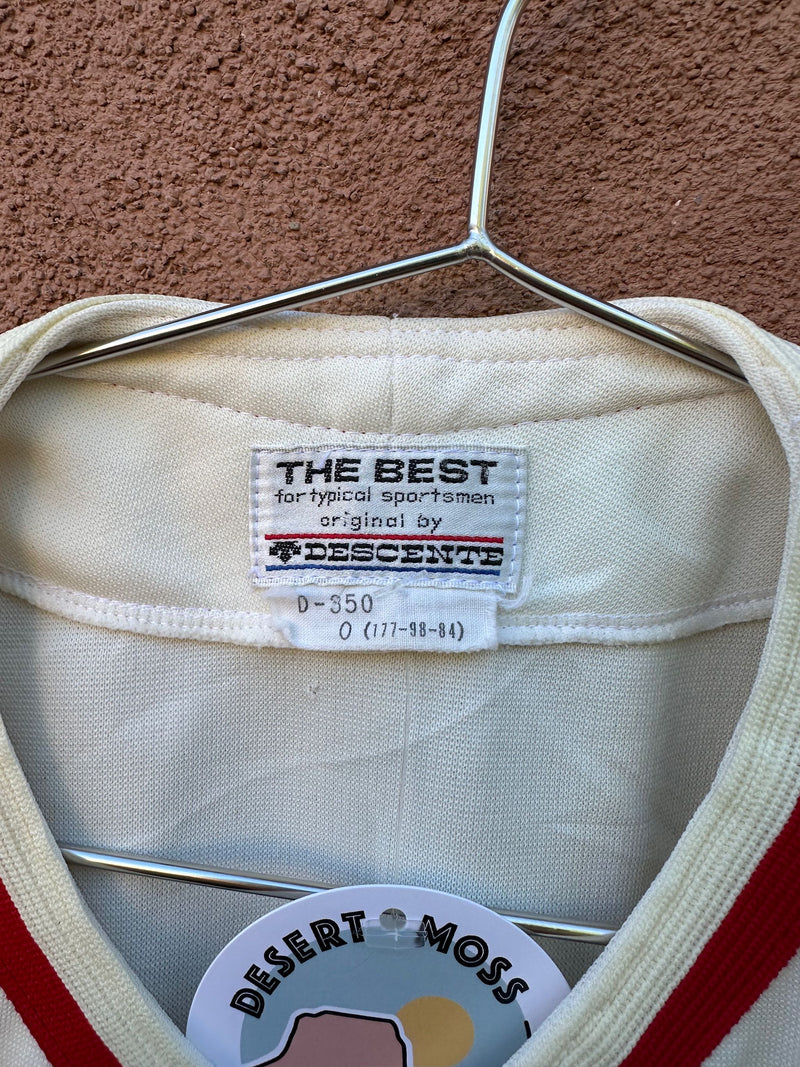 THE BEST
for typical sportsmen
original by
DESCENTE
D-350
O (177-98-84)
DESERT MOSS